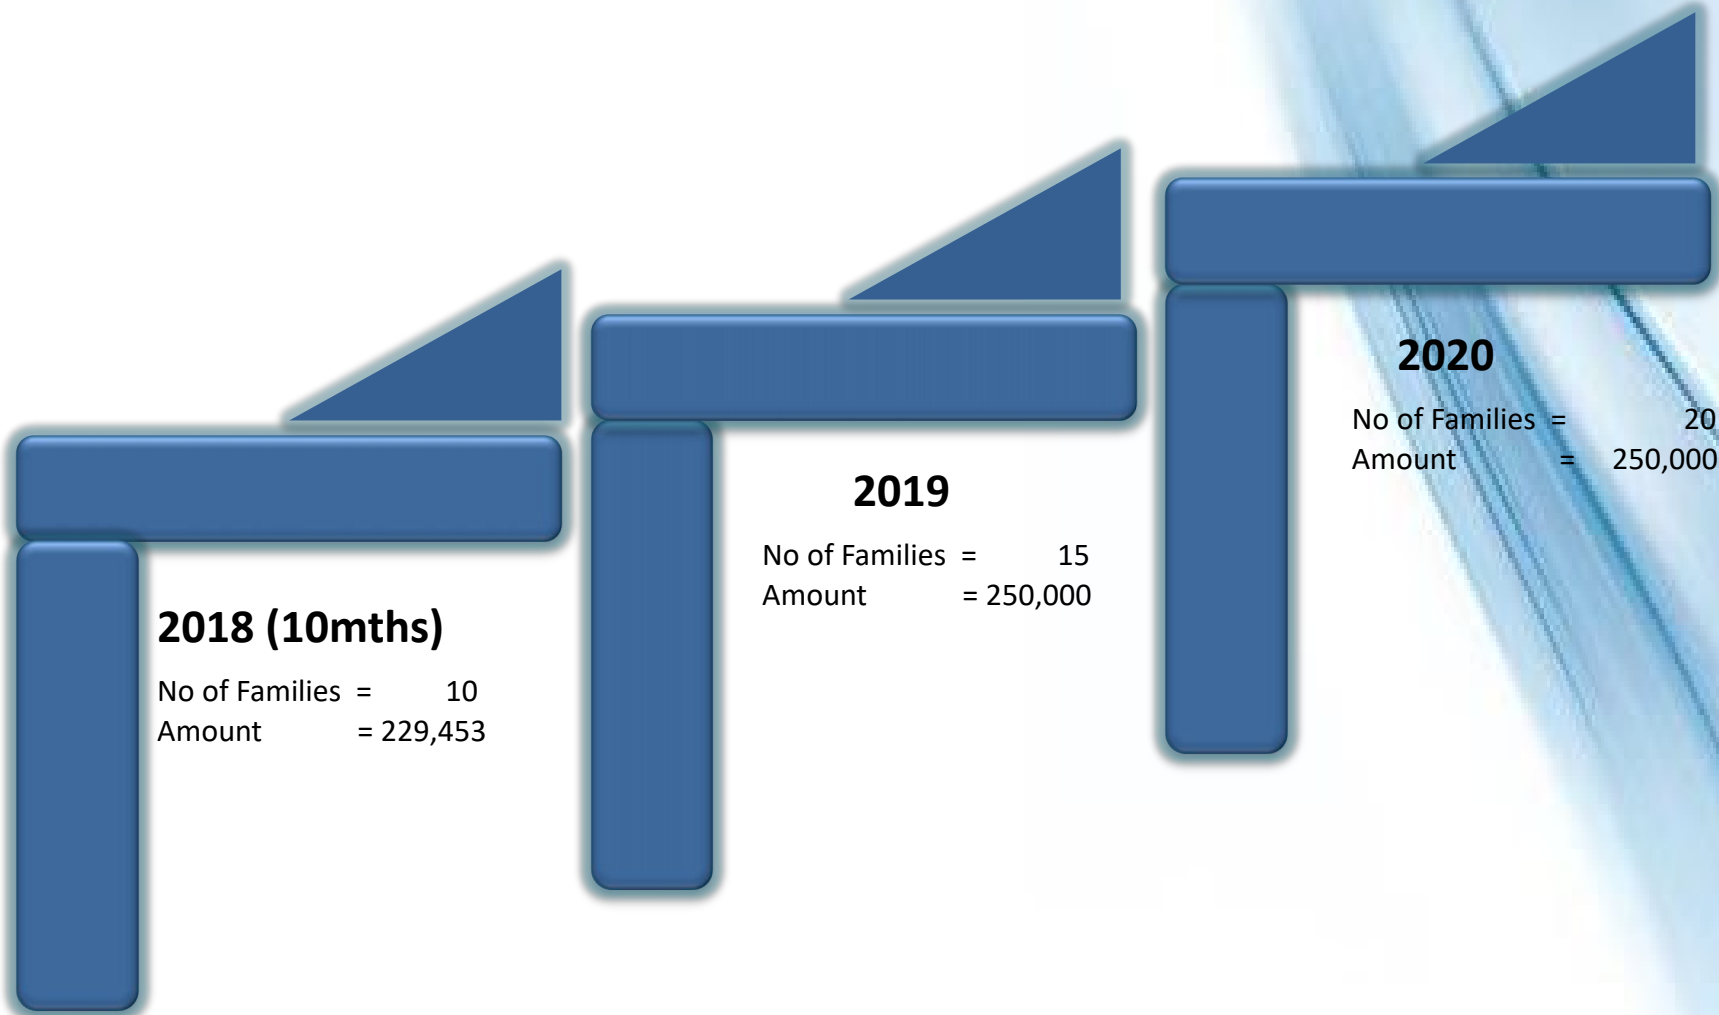 2018 (10mths)
No of Families = 10
Amount = 229,453
2019
No of Families = 15
Amount = 250,000
2020
No of Families = 20
Amount = 250,000